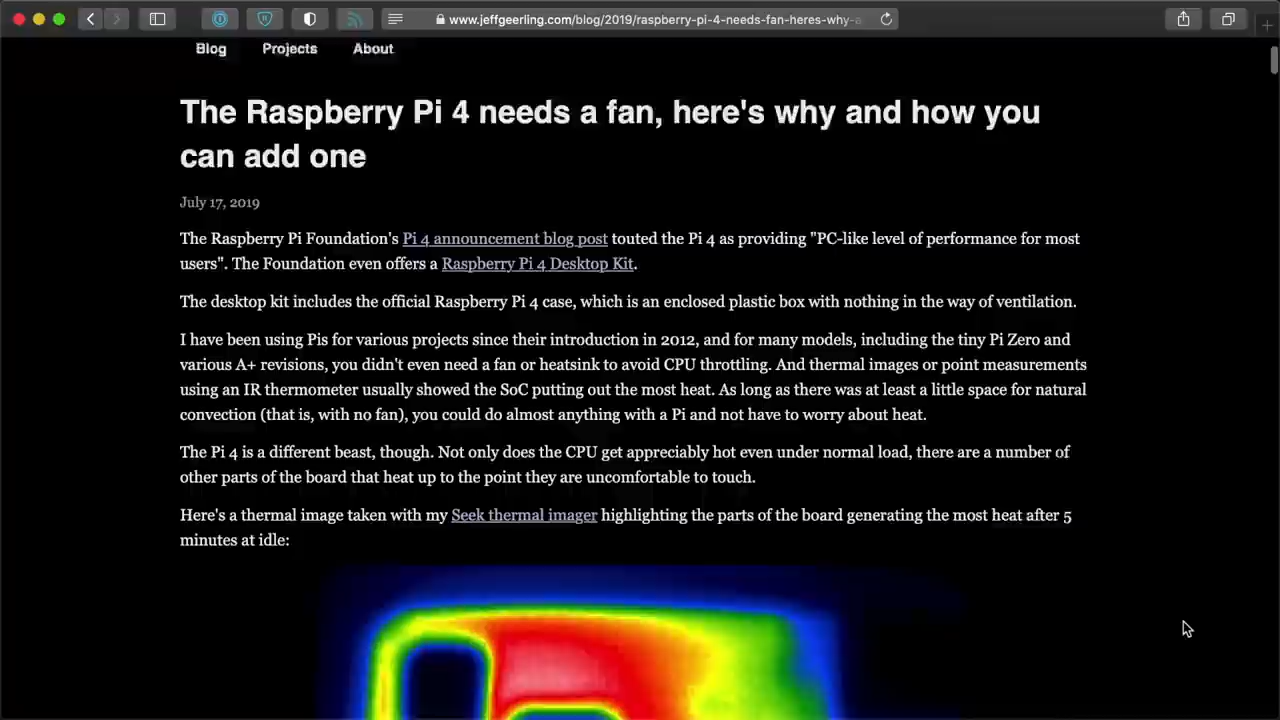 www.jeffgeerling.com/blog/2019/raspberry-pi-4-needs-fan-heres-why-a
Blog Projects About
The Raspberry Pi 4 needs a fan, here's why and how you
can add one
July 17, 2019
The Raspberry Pi Foundation's Pi 4 announcement blog post touted the Pi 4 as providing "PC-like level of performance for most
users". The Foundation even offers a Raspberry Pi 4 Desktop Kit.
The desktop kit includes the official Raspberry Pi 4 case, which is an enclosed plastic box with nothing in the way of ventilation.
I have been using Pis for various projects since their introduction in 2012, and for many models, including the tiny Pi Zero and
various A+ revisions, you didn't even need a fan or heatsink to avoid CPU throttling. And thermal images or point measurements
using an IR thermometer usually showed the SoC putting out the most heat. As long as there was at least a little space for natural
convection (that is, with no fan), you could do almost anything with a Pi and not have to worry about heat.
The Pi 4 is a different beast, though. Not only does the CPU get appreciably hot even under normal load, there are a number of
other parts of the board that heat up to the point they are uncomfortable to touch.
Here's a thermal image taken with my Seek thermal imager highlighting the parts of the board generating the most heat after 5
minutes at idle: